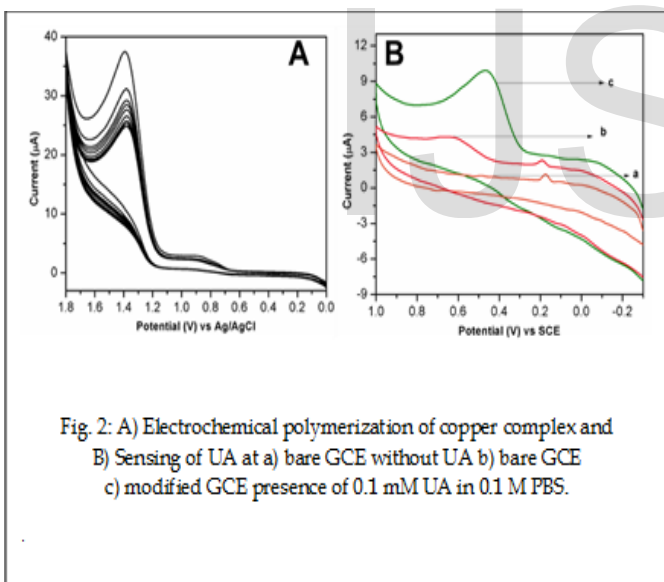 IJS
A
B
40
30
20
10
0
Current (μA)
1.8 1.6 1.4 1.2 1.0 0.8 0.6 0.4 0.2 0.0
Potential (V) vs Ag/AgCl
12
9
6
3
0
-3
-6
-9
Current (μA)
c
b
a
1.0 0.8 0.6 0.4 0.2 0.0 -0.2
Potential (V) vs SCE
Fig. 2: A) Electrochemical polymerization of copper complex and
B) Sensing of UA at a) bare GCE without UA b) bare GCE
c) modified GCE presence of 0.1 mM UA in 0.1 M PBS.
.